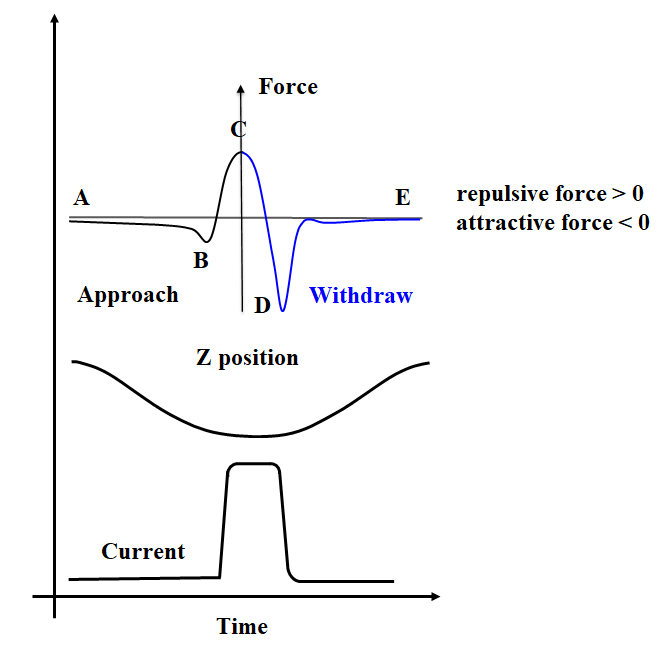 Force
C
A
E
repulsive force > 0
attractive force < 0
B
Approach
D
Withdraw
Z position
Current
Time